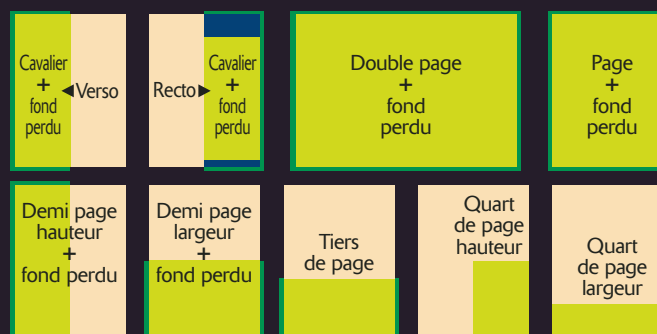 Cavalier
+
fond
perdu
◄Verso
Recto►
Cavalier
+
fond
perdu
Double page
+
fond
perdu
Page
+
fond
perdu
Demi page
hauteur
+
fond perdu
Demi page
largeur
+
fond perdu
Tiers
de page
Quart
de page
hauteur
Quart
de page
largeur